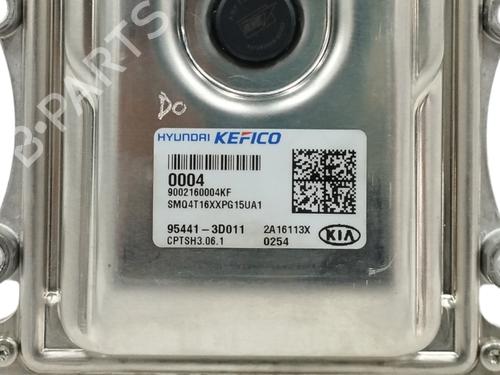 B-PARTS
DO
HYUNDAI KEFICO
0004
9002160004KF
SMQ4T16XXPG15UA1
95441-3D011 2A16113X
CPTSH3.06.1 0254
KIA